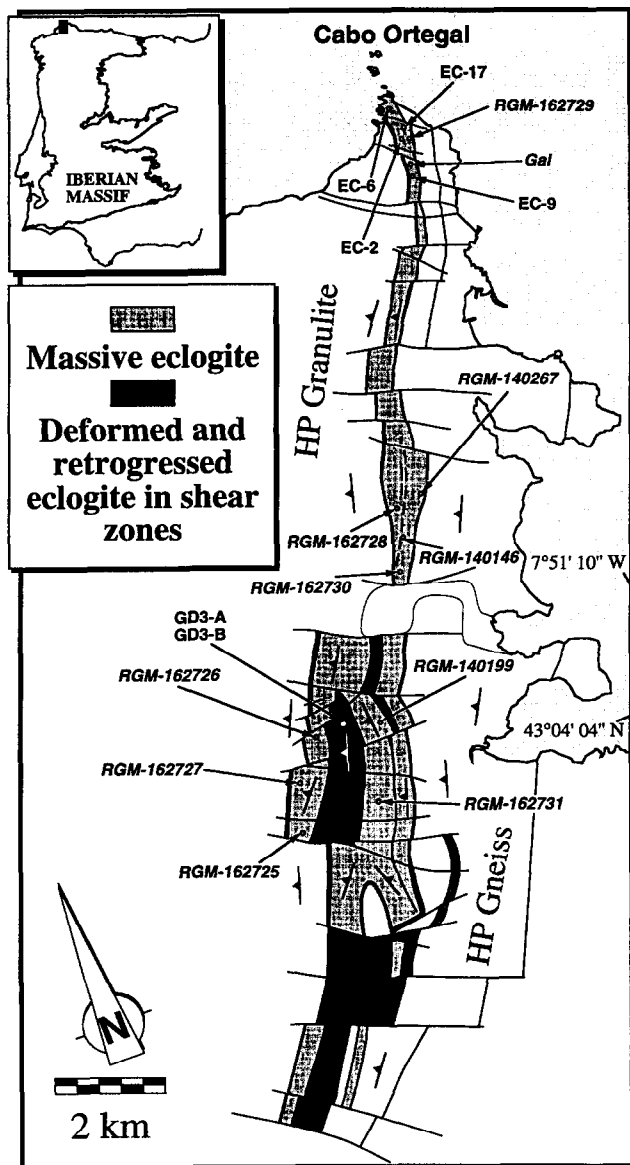 Cabo Ortegal
EC-17
RGM-162729
Gal
EC-6
EC-9
EC-2
IBERIAN
MASSIF
Massive eclogite
Deformed and
retrogressed
eclogite in shear
zones
HP Granulite
RGM-140267
RGM-162728
RGM-140146
7°51' 10" W
RGM-162730
GD3-A
GD3-B
RGM-140199
RGM-162726
43°04' 04" N
RGM-162727
RGM-162731
RGM-162725
HP Gneiss
N
2 km